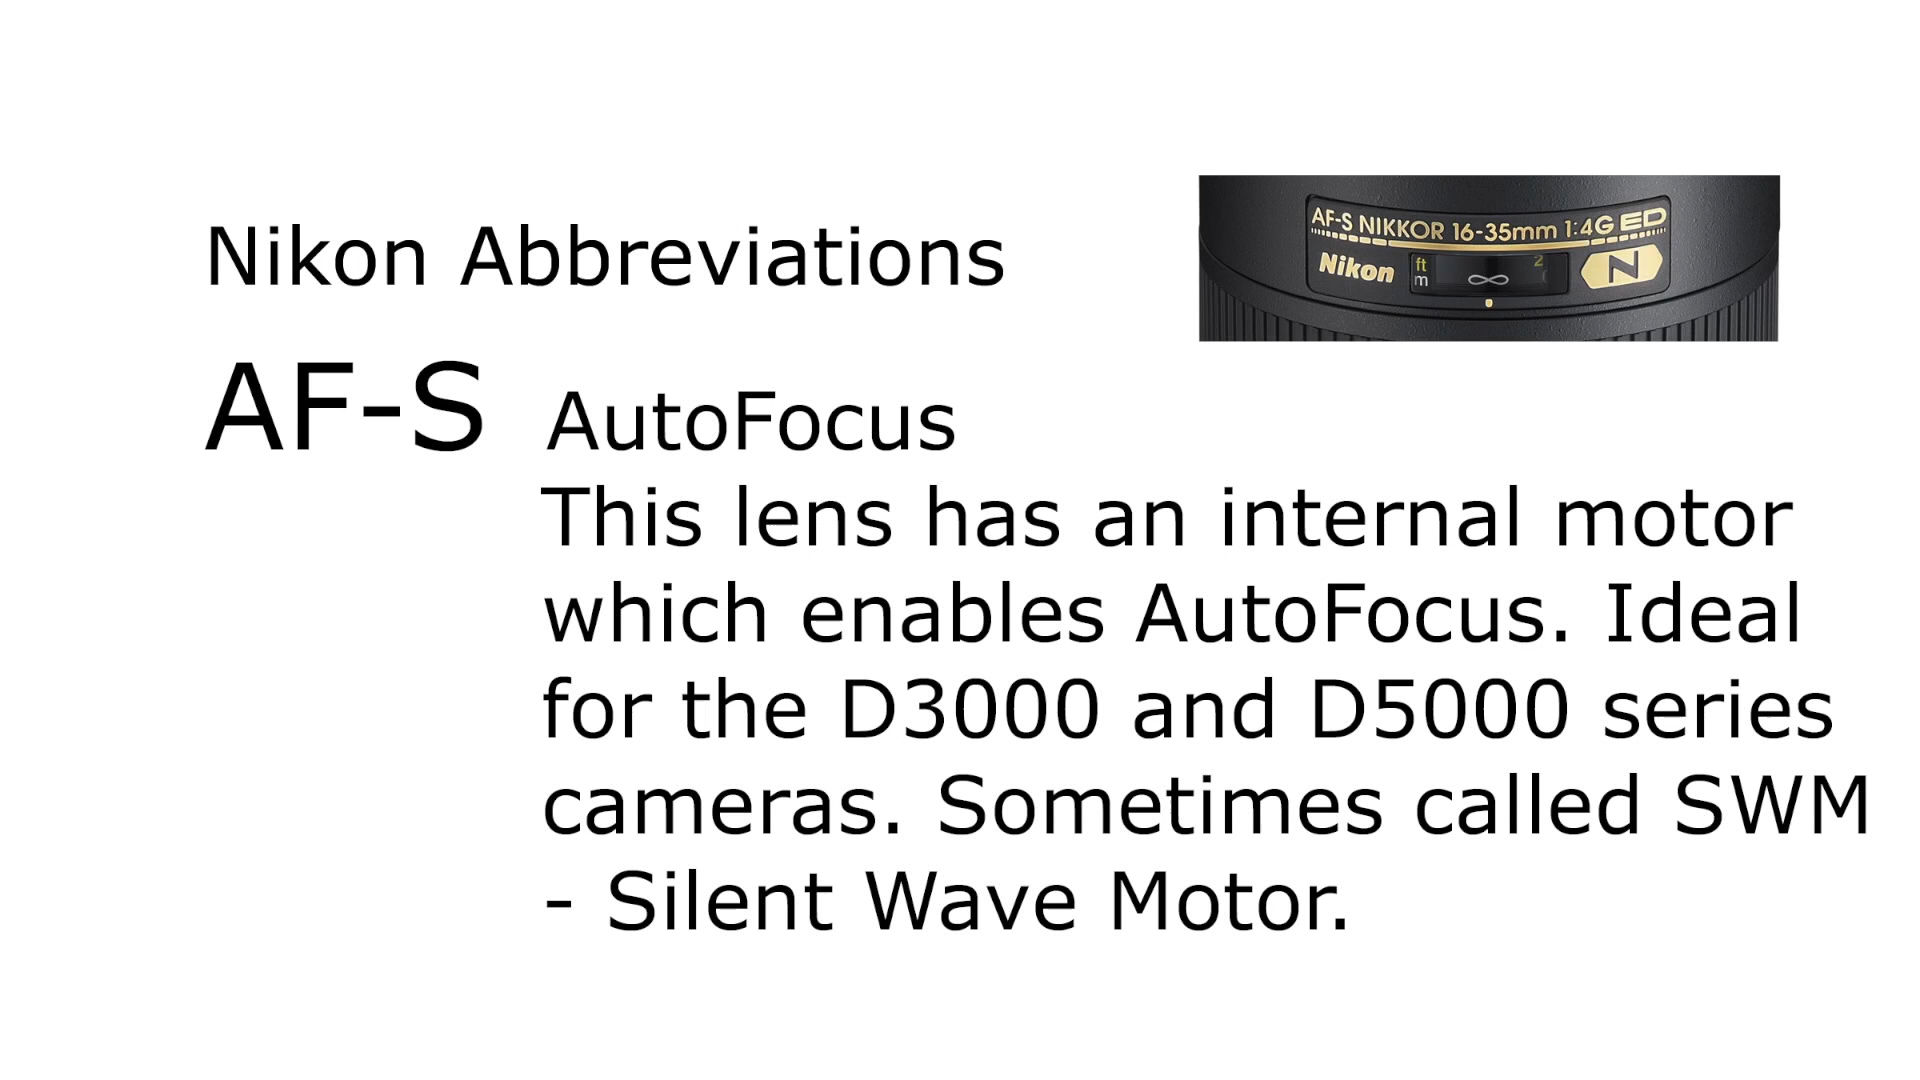 Nikon Abbreviations
AF-S NIKKOR 16-35mm 1:4G ED
Nikon
ft
m
∞
2
N
AF-S AutoFocus
This lens has an internal motor
which enables AutoFocus. Ideal
for the D3000 and D5000 series
cameras. Sometimes called SWM
- Silent Wave Motor.